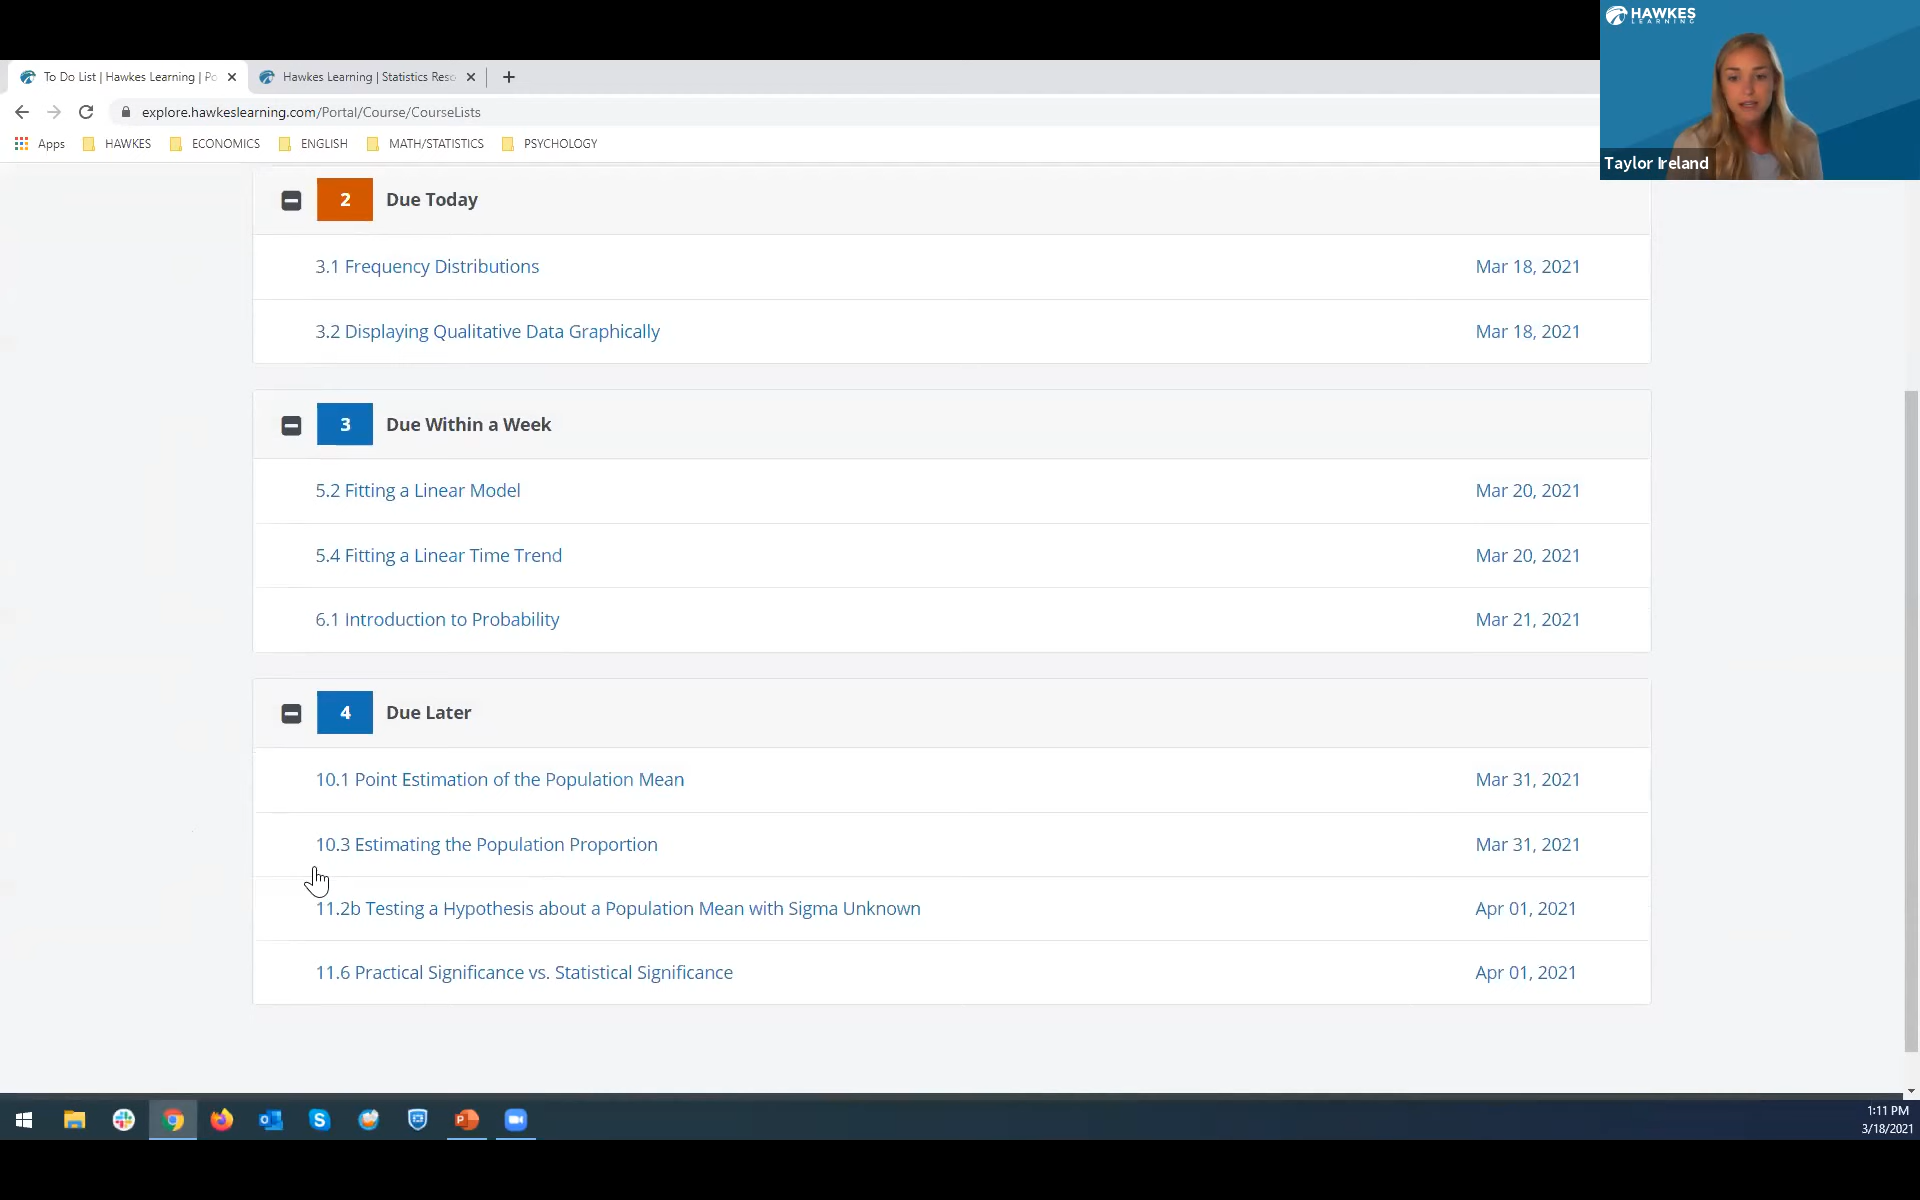 HAWKES
LEARNING
Taylor Ireland
To Do List | Hawkes Learning | Po
Hawkes Learning | Statistics Reso
explore.hawkeslearning.com/Portal/Course/CourseLists
Apps HAWKES ECONOMICS ENGLISH MATH/STATISTICS PSYCHOLOGY
2 Due Today
3.1 Frequency Distributions Mar 18, 2021
3.2 Displaying Qualitative Data Graphically Mar 18, 2021
3 Due Within a Week
5.2 Fitting a Linear Model Mar 20, 2021
5.4 Fitting a Linear Time Trend Mar 20, 2021
6.1 Introduction to Probability Mar 21, 2021
4 Due Later
10.1 Point Estimation of the Population Mean Mar 31, 2021
10.3 Estimating the Population Proportion Mar 31, 2021
11.2b Testing a Hypothesis about a Population Mean with Sigma Unknown Apr 01, 2021
11.6 Practical Significance vs. Statistical Significance Apr 01, 2021
1:11 PM
3/18/2021